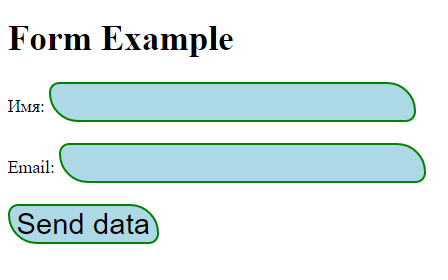 Form Example
Имя:
Email:
Send data